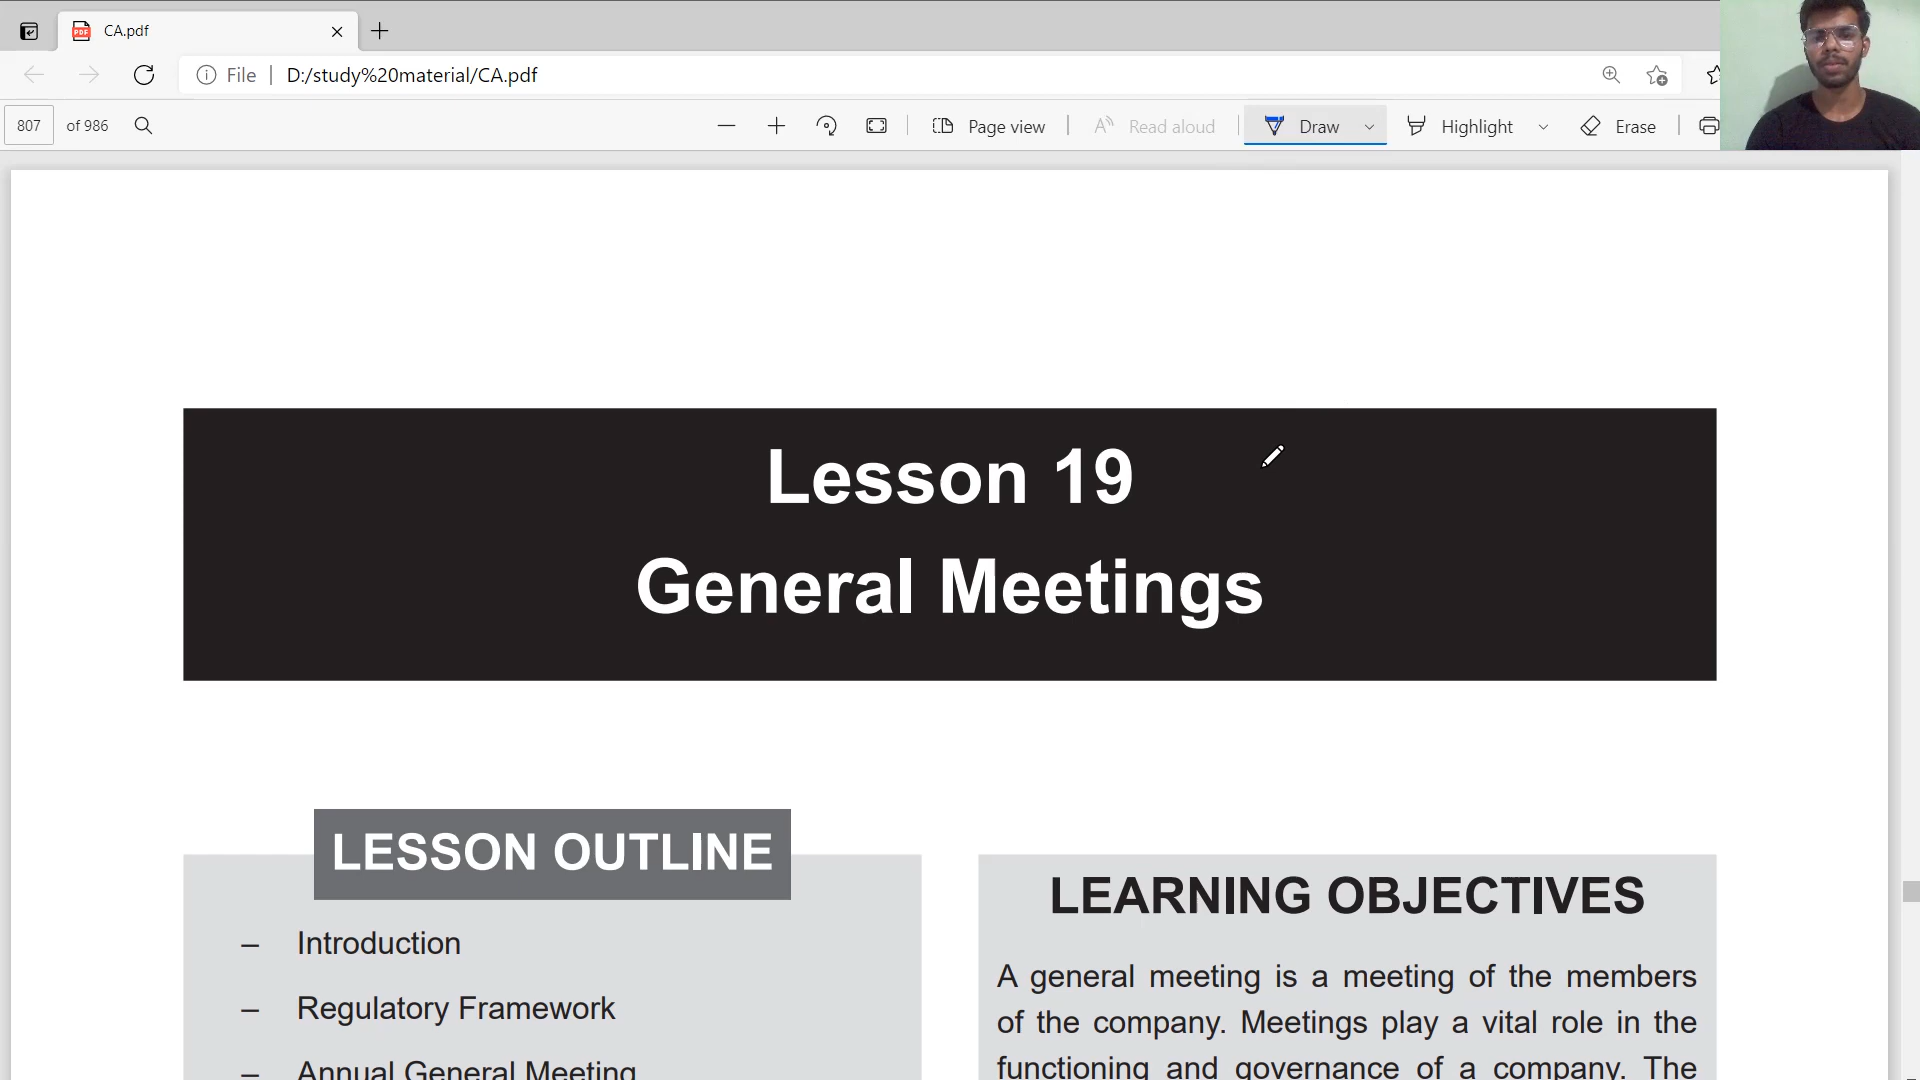 CA.pdf
File
D:/study%20material/CA.pdf
807 of 986
Page view
Read aloud
Draw
Highlight
Erase
Lesson 19
General Meetings
LESSON OUTLINE
– Introduction
– Regulatory Framework
– Annual General Meeting
LEARNING OBJECTIVES
A general meeting is a meeting of the members
of the company. Meetings play a vital role in the
functioning and governance of a company. The